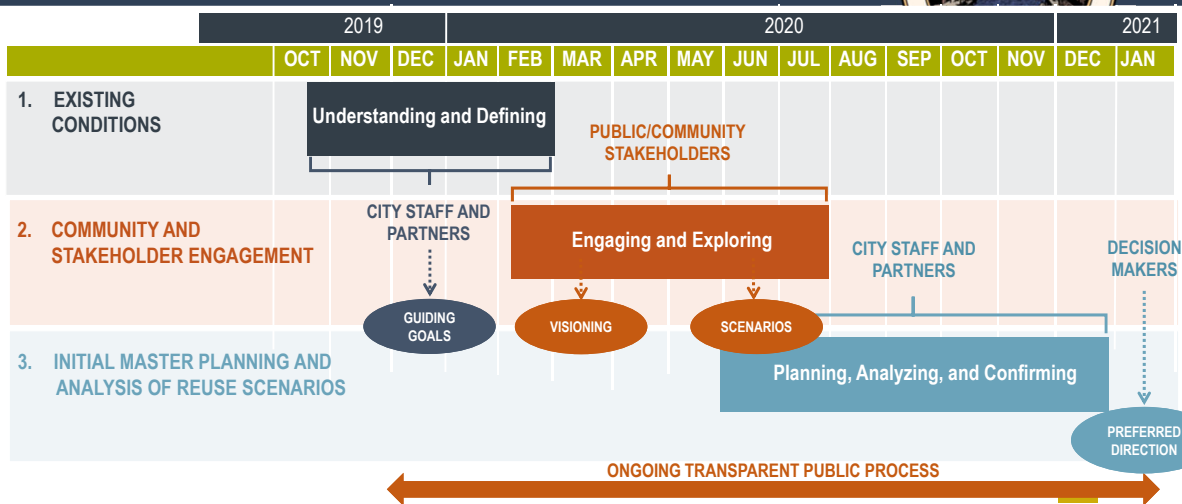 2019 2020 2021
OCT NOV DEC JAN FEB MAR APR MAY JUN JUL AUG SEP OCT NOV DEC JAN
1. EXISTING
CONDITIONS
Understanding and Defining
PUBLIC/COMMUNITY
STAKEHOLDERS
2. COMMUNITY AND
STAKEHOLDER ENGAGEMENT
CITY STAFF AND
PARTNERS
Engaging and Exploring
CITY STAFF AND
PARTNERS
DECISION
MAKERS
GUIDING
GOALS
VISIONING
SCENARIOS
3. INITIAL MASTER PLANNING AND
ANALYSIS OF REUSE SCENARIOS
Planning, Analyzing, and Confirming
PREFERRED
DIRECTION
ONGOING TRANSPARENT PUBLIC PROCESS